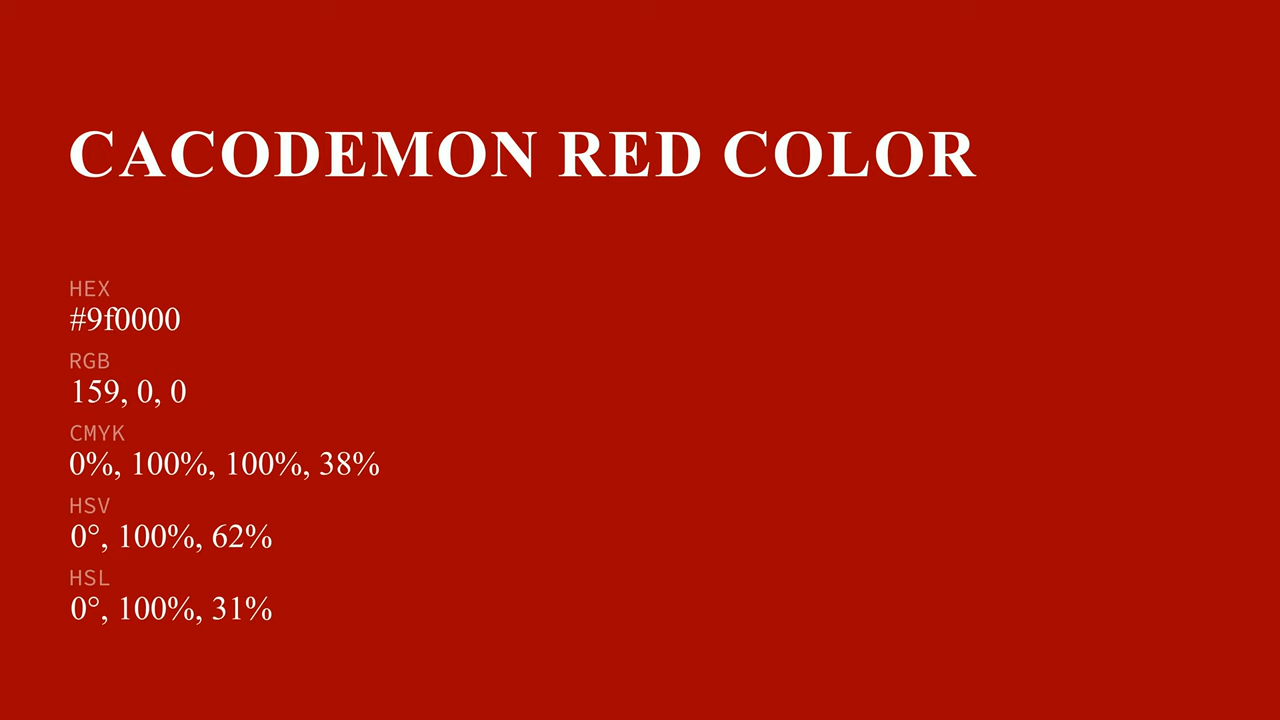 CACODEMON RED COLOR
HEX
#9f0000
RGB
159, 0, 0
CMYK
0%, 100%, 100%, 38%
HSV
0°, 100%, 62%
HSL
0°, 100%, 31%